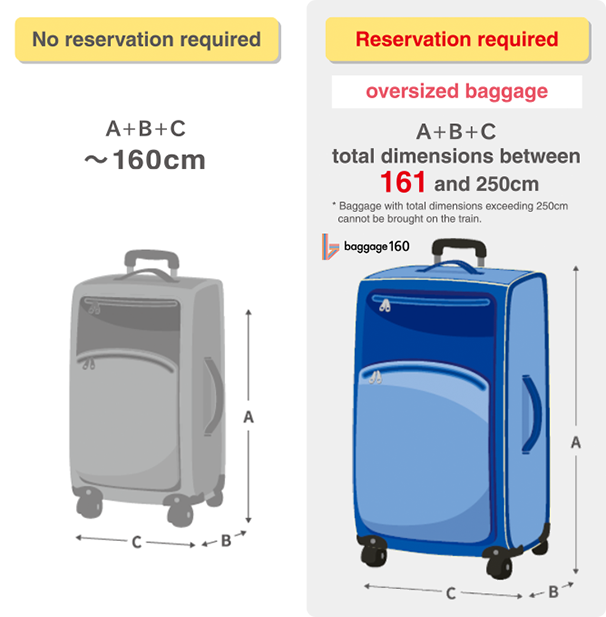 No reservation required
A+B+C
～160cm
A
B
C
Reservation required
oversized baggage
A+B+C
total dimensions between
161 and 250cm
* Baggage with total dimensions exceeding 250cm
cannot be brought on the train.
baggage160
A
B
C